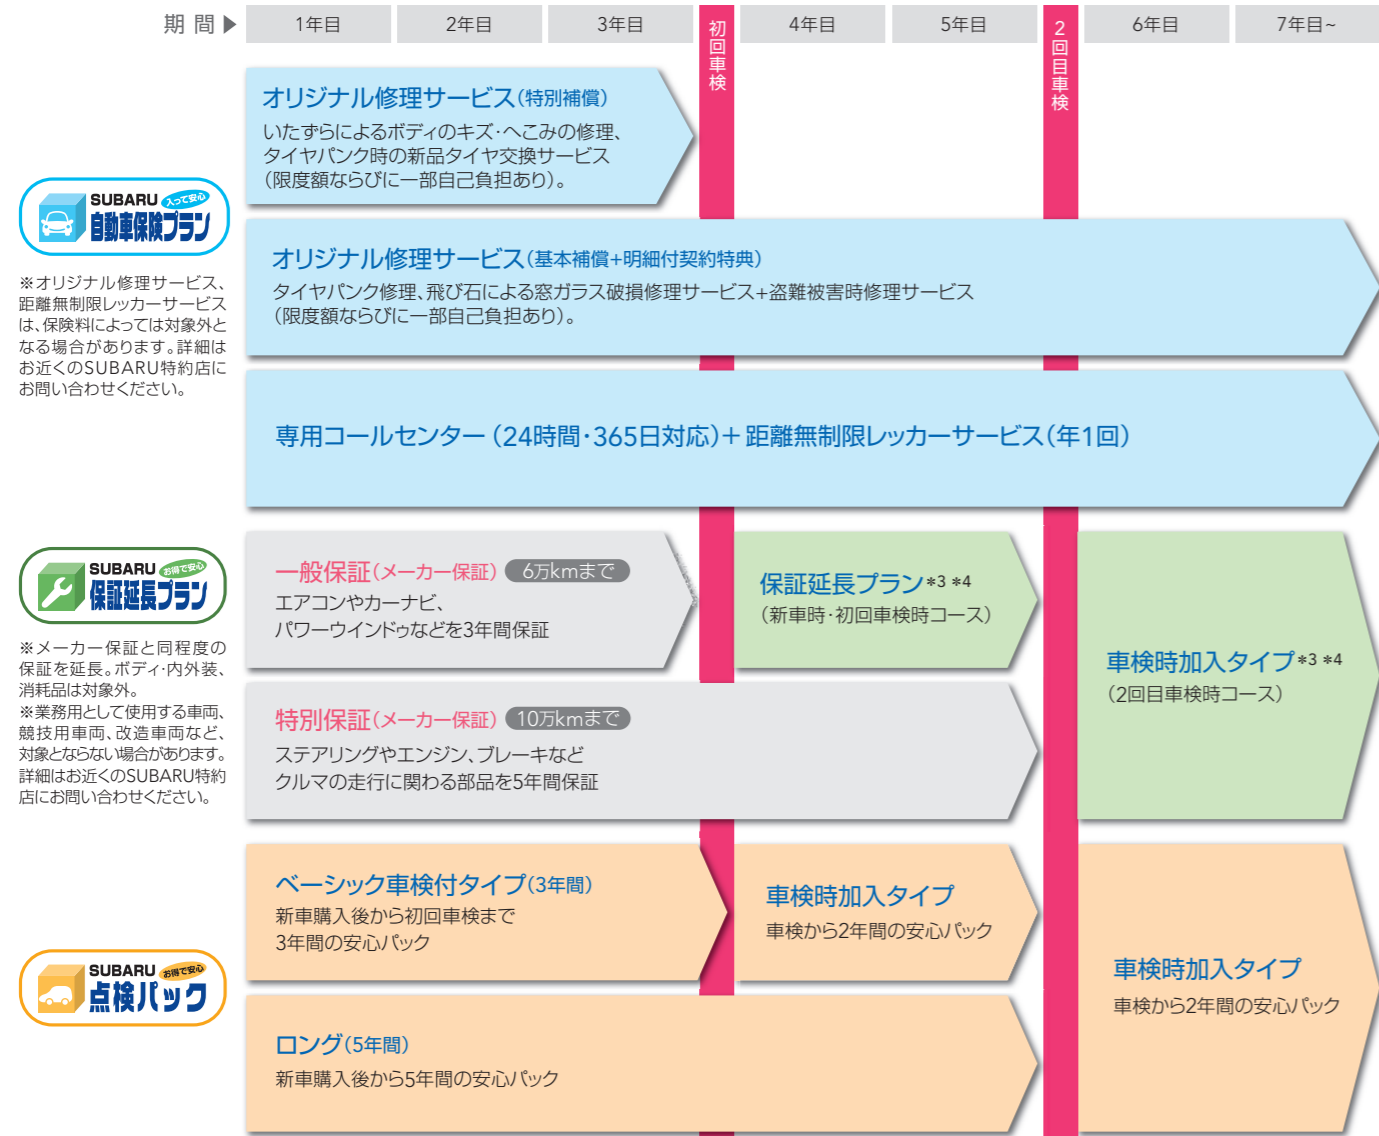 期間▶ 1年目 2年目 3年目 4年目 5年目 6年目 7年目~
初回車検
2回目車検
SUBARU 入って安心
自動車保険プラン
※オリジナル修理サービス、
距離無制限レッカーサービス
は、保険料によっては対象外と
なる場合があります。詳細は
お近くのSUBARU特約店に
お問い合わせください。
オリジナル修理サービス(特別補償)
いたずらによるボディのキズ・へこみの修理、
タイヤパンク時の新品タイヤ交換サービス
(限度額ならびに一部自己負担あり)。
オリジナル修理サービス(基本補償+明細付契約特典)
タイヤパンク修理、飛び石による窓ガラス破損修理サービス+盗難被害時修理サービス
(限度額ならびに一部自己負担あり)。
専用コールセンター(24時間・365日対応)+距離無制限レッカーサービス(年1回)
SUBARU お得で安心
保証延長プラン
※メーカー保証と同程度の
保証を延長。ボディ・内外装、
消耗品は対象外。
※業務用として使用する車両、
競技用車両、改造車両など、
対象とならない場合があります。
詳細はお近くのSUBARU特約
店にお問い合わせください。
一般保証(メーカー保証) 6万kmまで
エアコンやカーナビ、
パワーウインドゥなどを3年間保証
保証延長プラン*3 *4
(新車時・初回車検時コース)
特別保証(メーカー保証) 10万kmまで
ステアリングやエンジン、ブレーキなど
クルマの走行に関わる部品を5年間保証
車検時加入タイプ*3 *4
(2回目車検時コース)
SUBARU お得で安心
点検パック
ベーシック車検付タイプ(3年間)
新車購入後から初回車検まで
3年間の安心パック
車検時加入タイプ
車検から2年間の安心パック
ロング(5年間)
新車購入後から5年間の安心パック
車検時加入タイプ
車検から2年間の安心パック